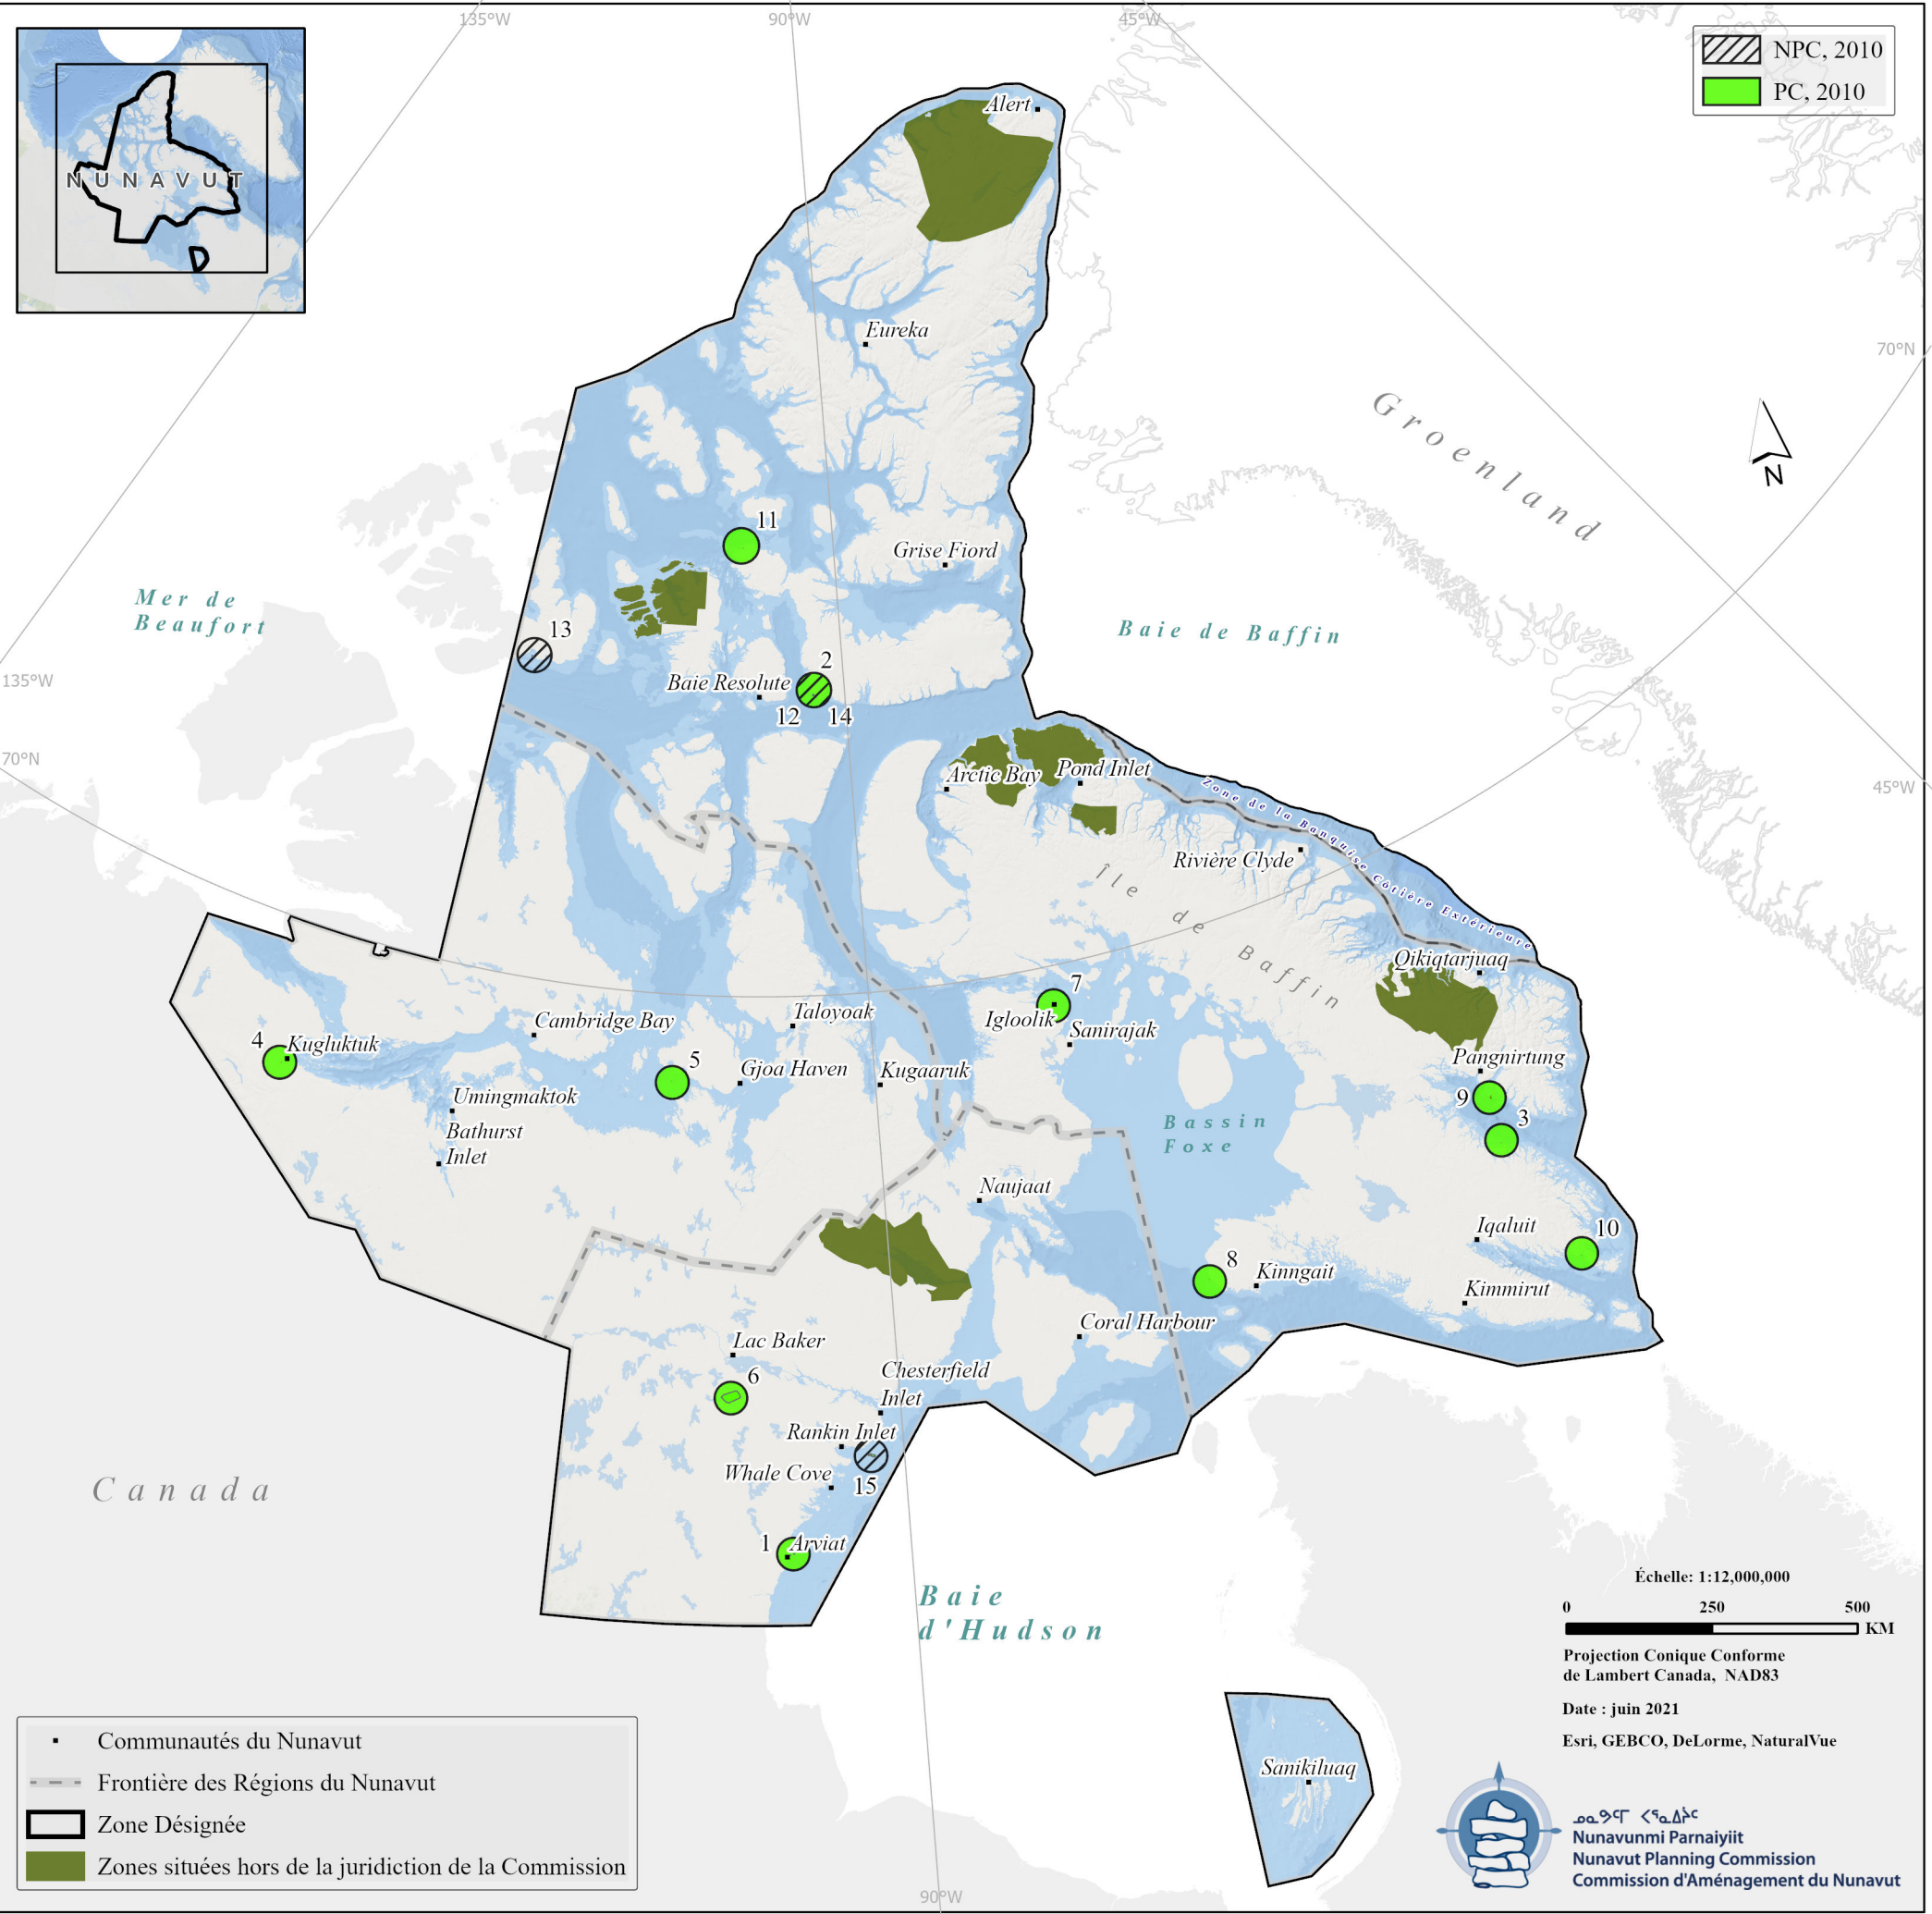 135°W
90°W
45°W
NPC, 2010
PC, 2010
NUNAVUT
Alert
Eureka
70°N
Groenland
N
11
Grise Fiord
Mer de
Beaufort
13
Baie de Baffin
2
Baie Resolute
12
14
135°W
70°N
Arctic Bay
Pond Inlet
Zone de la Banquise Côtière Extérieure
45°W
Rivière Clyde
Île de Baffin
Qikiqtarjuaq
7
Igloolik
Sanirajak
Taloyoak
Cambridge Bay
4
Kugluktuk
5
Gjoa Haven
Kugaaruk
Pangnirtung
9
3
Umingmaktok
Bathurst
Inlet
Bassin
Foxe
Naujaat
Iqaluit
10
8
Kinngait
Kimmirut
Coral Harbour
Lac Baker
6
Chesterfield
Inlet
Rankin Inlet
Whale Cove
15
Canada
1
Arviat
Baie
d'Hudson
Échelle: 1:12,000,000
0
250
500
KM
Projection Conique Conforme
de Lambert Canada, NAD83
Date : juin 2021
Esri, GEBCO, DeLorme, NaturalVue
Sanikiluaq
Communautés du Nunavut
Frontière des Régions du Nunavut
Zone Désignée
Zones situées hors de la juridiction de la Commission
ᓄᓇᕗᒻᒥ ᐸᕐᓇᐃᔩᑦ
Nunavunmi Parnaiyiit
Nunavut Planning Commission
Commission d'Aménagement du Nunavut
90°W